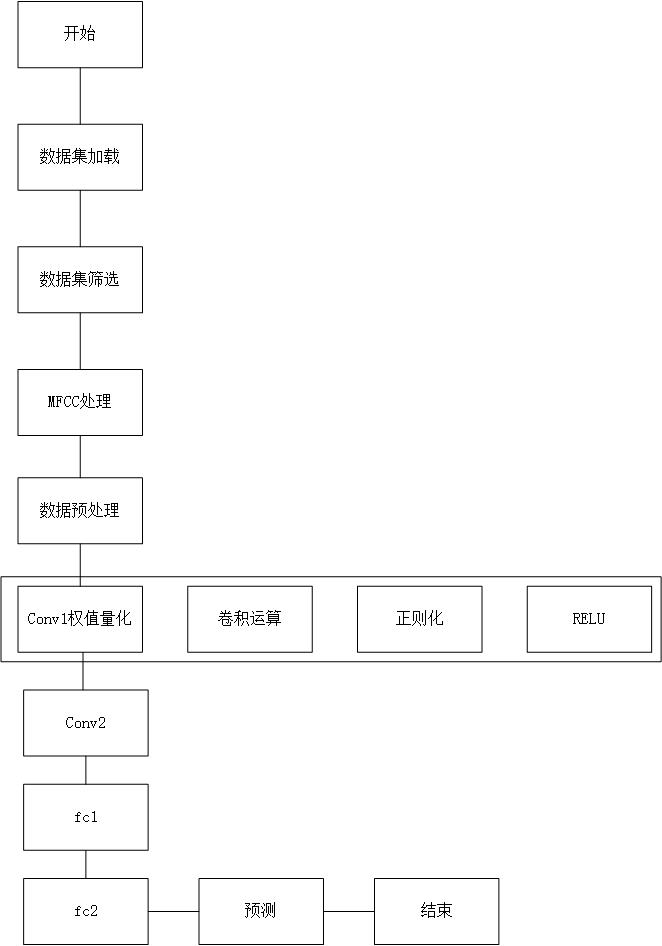 开始
数据集加载
数据集筛选
MFCC处理
数据预处理
Conv1权值量化
卷积运算
正则化
RELU
Conv2
fc1
fc2
预测
结束